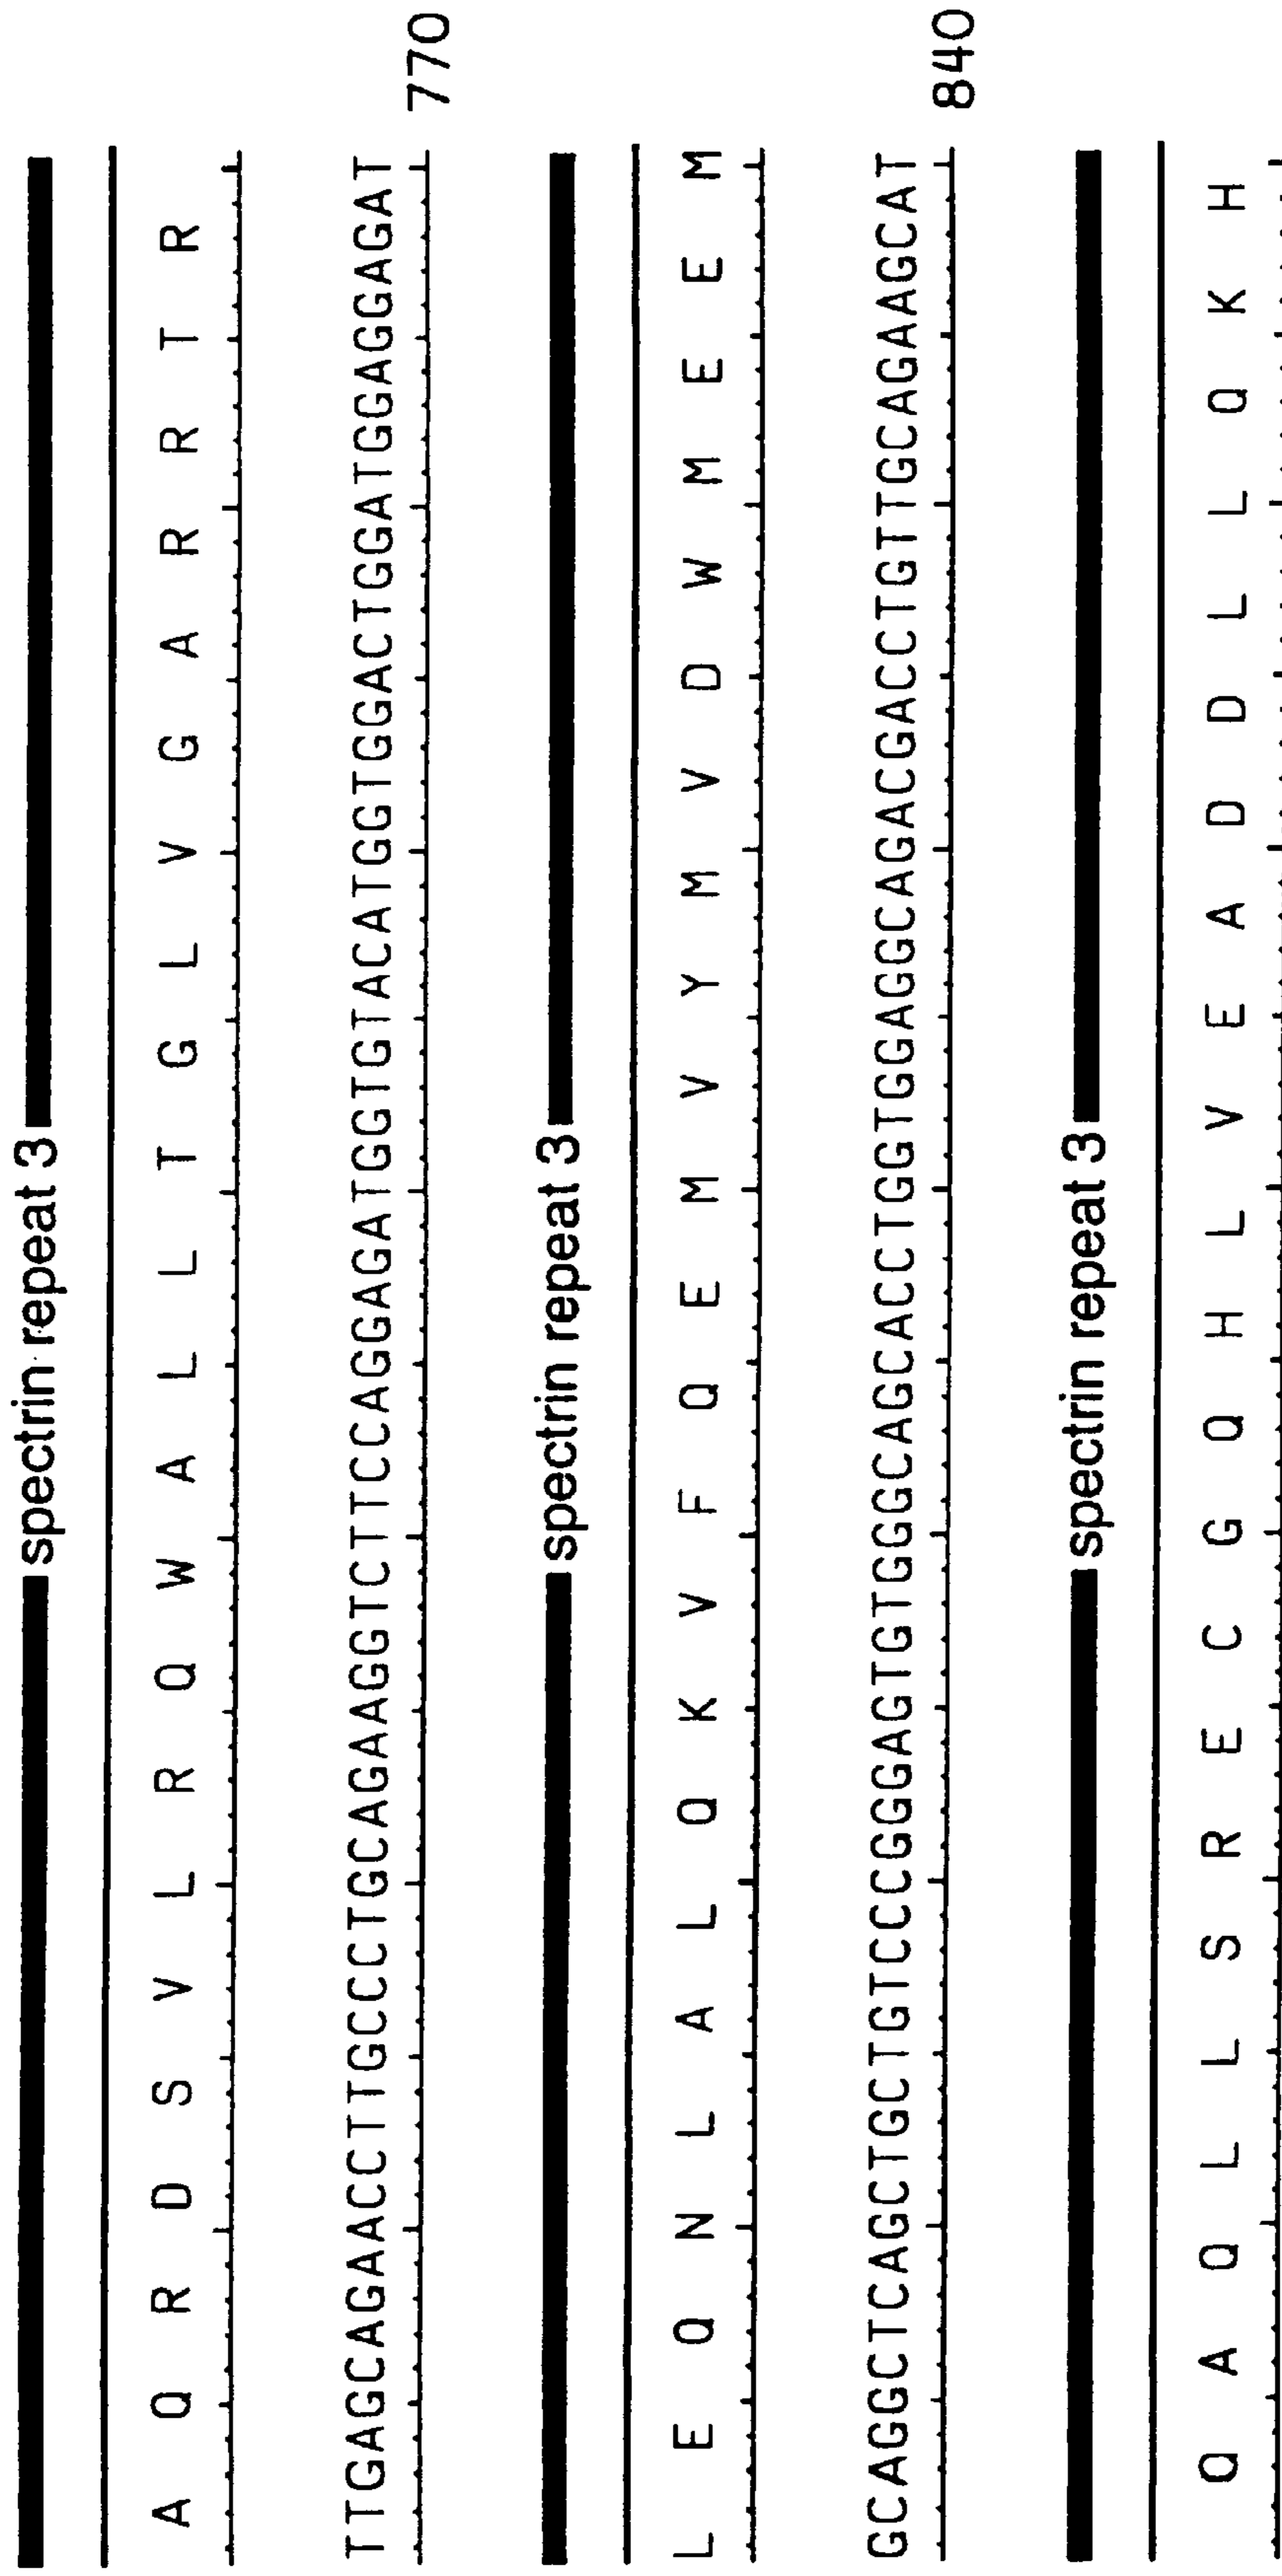 spectrin repeat 3
A Q R D S V L R Q W A L L T G L V G A R R T R
TTGAGCAGAACCTTGCCCTGCAGAAGGTCTTCCAGGAGATGGTGTACATGGTGGACTGGATGGAGGAGAT 770
spectrin repeat 3
L E Q N L A L Q K V F Q E M V Y M V D W M E E M
GCAGGCTCAGCTGCTGTCCCGGGAGTGTGGGCAGCACCTGGTGGAGGCAGACGACCTGTTGCAGAAGCAT 840
spectrin repeat 3
Q A Q L L S R E C G Q H L V E A D D L L Q K H